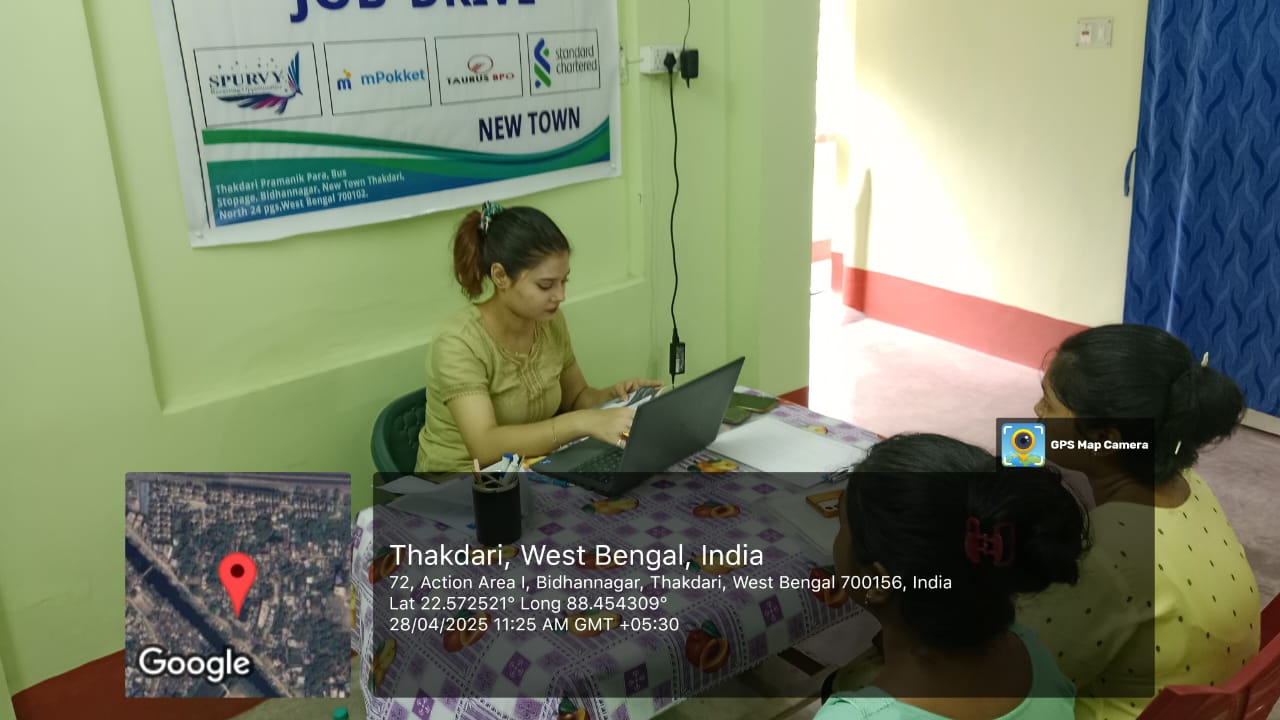 JOB DRIVE
SPURVY
mPokket
TAURUS BPO
standard
chartered
NEW TOWN
Thakdari Pramanik Para, Bus
Stopage, Bidhannagar, New Town Thakdari,
North 24 pgs,West Bengal 700102.
GPS Map Camera
Thakdari, West Bengal, India
72, Action Area I, Bidhannagar, Thakdari, West Bengal 700156, India
Lat 22.572521° Long 88.454309°
28/04/2025 11:25 AM GMT +05:30
Google